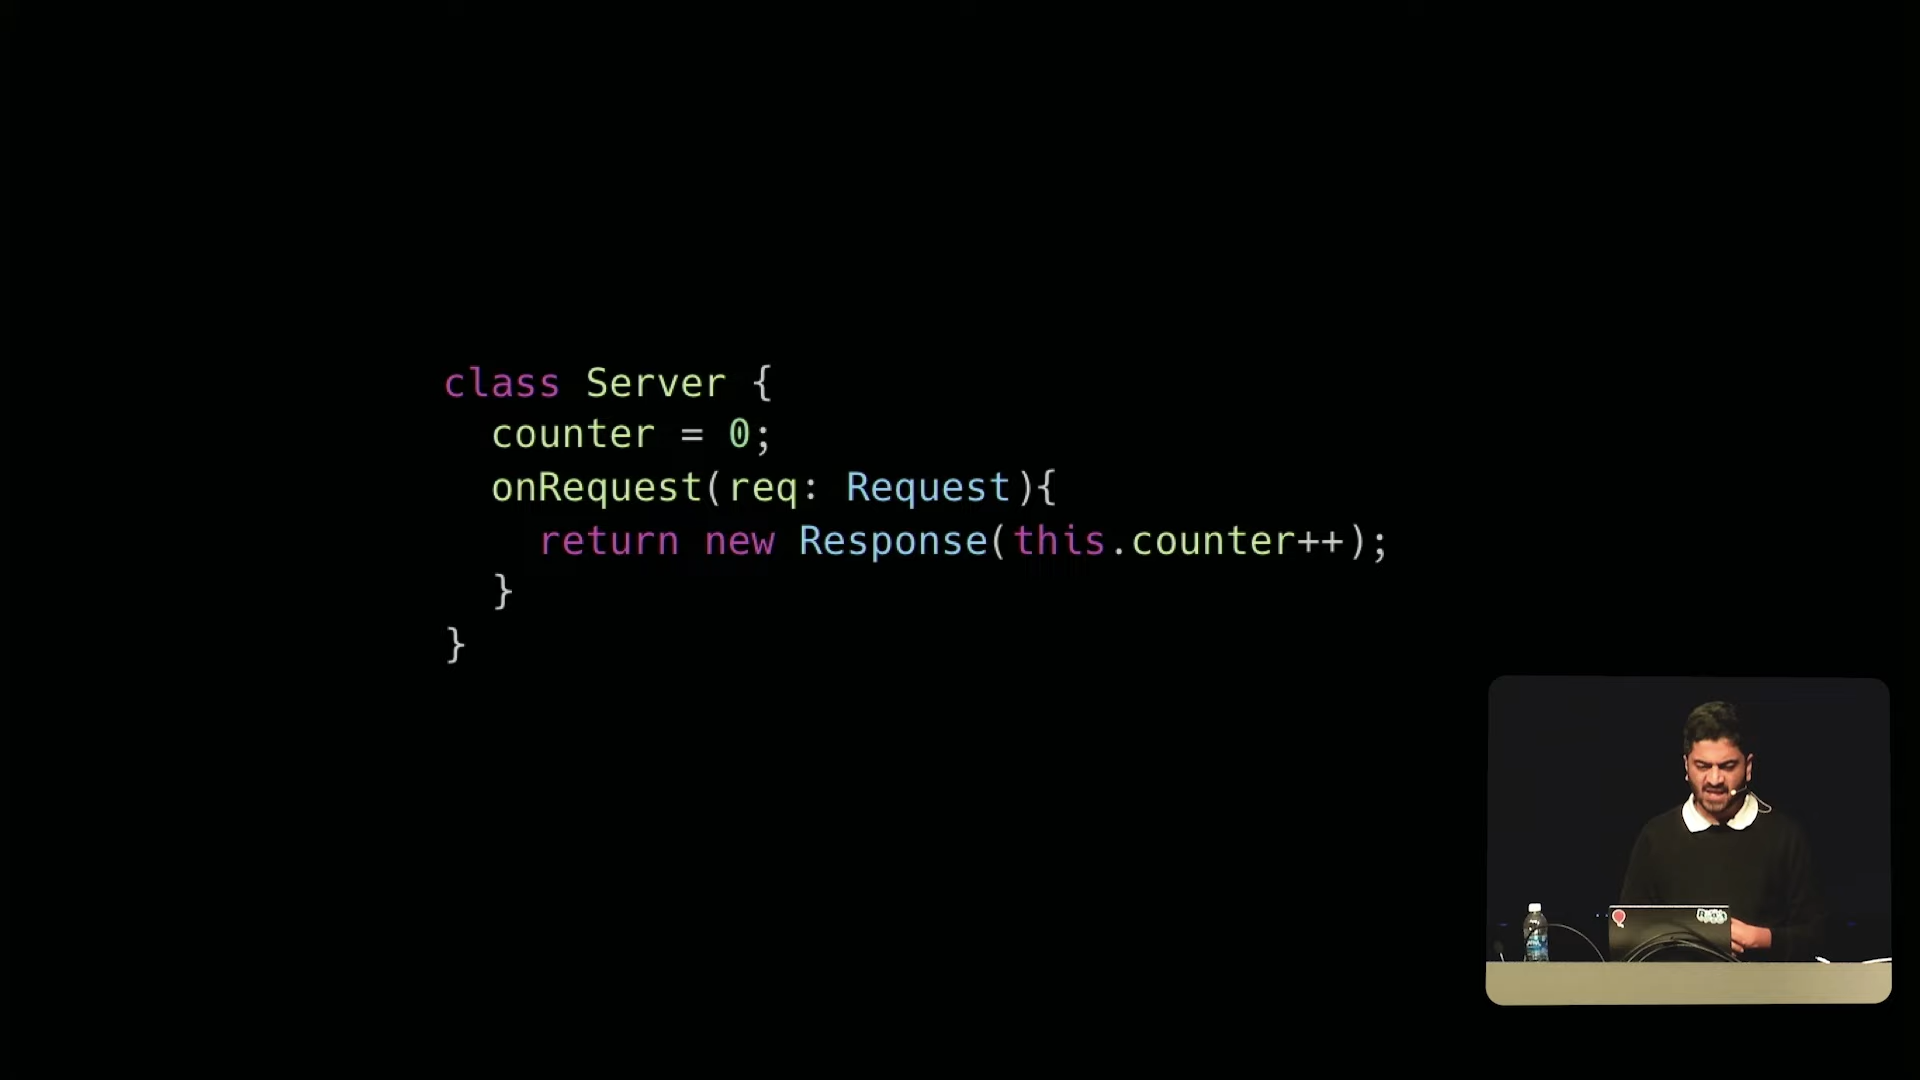 class Server {
  counter = 0;
  onRequest(req: Request){
    return new Response(this.counter++);
  }
}